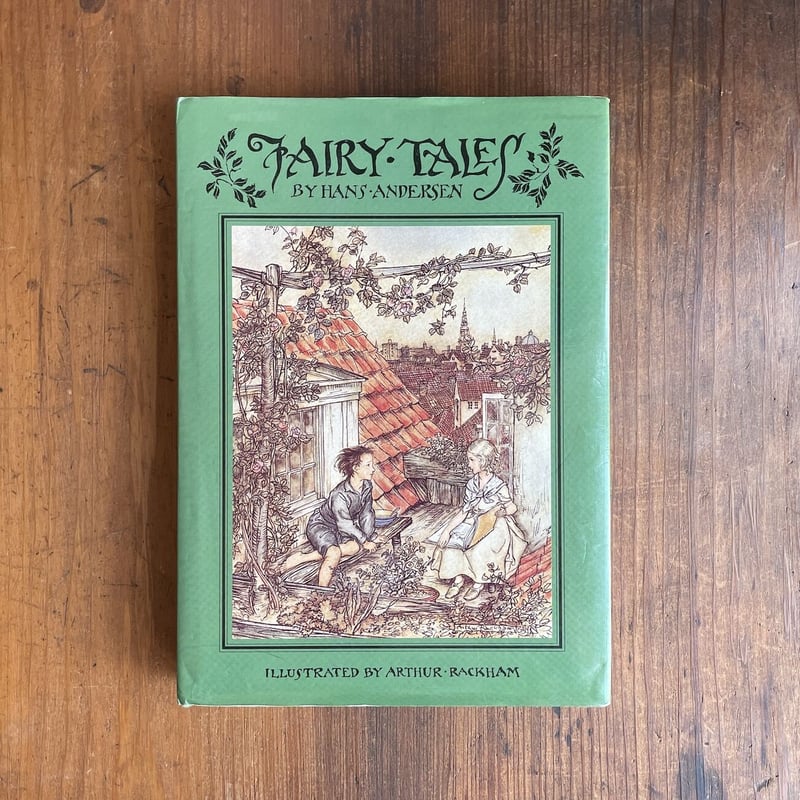 FAIRY·TALES
BY HANS·ANDERSEN
ILLUSTRATED BY ARTHUR·RACKHAM